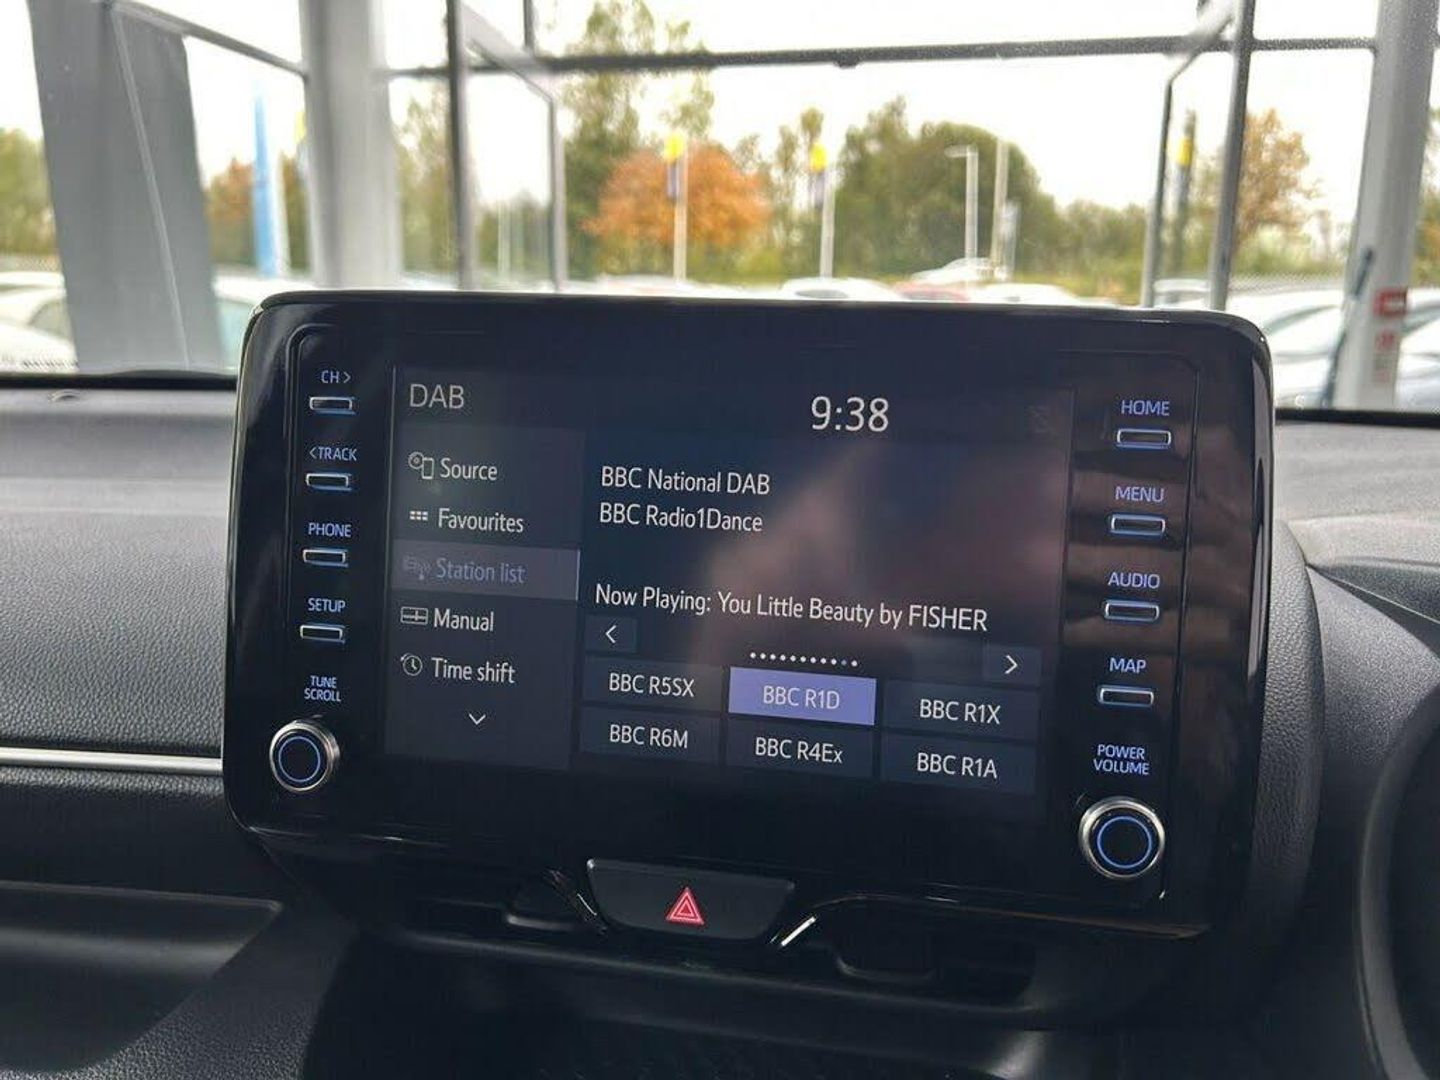 CH>
<TRACK
PHONE
SETUP
TUNE
SCROLL
DAB
9:38
Source
Favourites
Station list
Manual
Time shift
BBC National DAB
BBC Radio1Dance
Now Playing: You Little Beauty by FISHER
BBC R5SX
BBC R1D
BBC R1X
BBC R6M
BBC R4Ex
BBC R1A
HOME
MENU
AUDIO
MAP
POWER
VOLUME